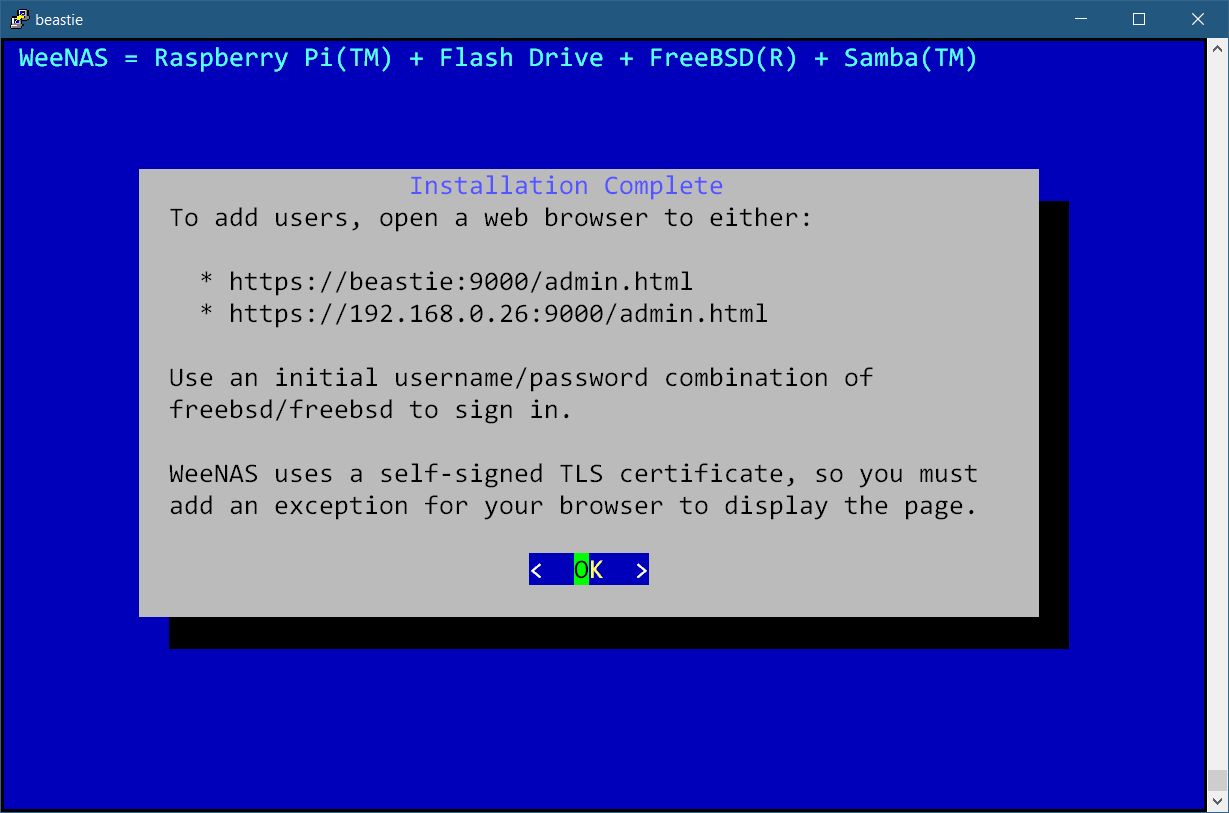 beastie
WeeNAS = Raspberry Pi(TM) + Flash Drive + FreeBSD(R) + Samba(TM)
Installation Complete
To add users, open a web browser to either:
* https://beastie:9000/admin.html
* https://192.168.0.26:9000/admin.html
Use an initial username/password combination of
freebsd/freebsd to sign in.
WeeNAS uses a self-signed TLS certificate, so you must
add an exception for your browser to display the page.
<  OK  >